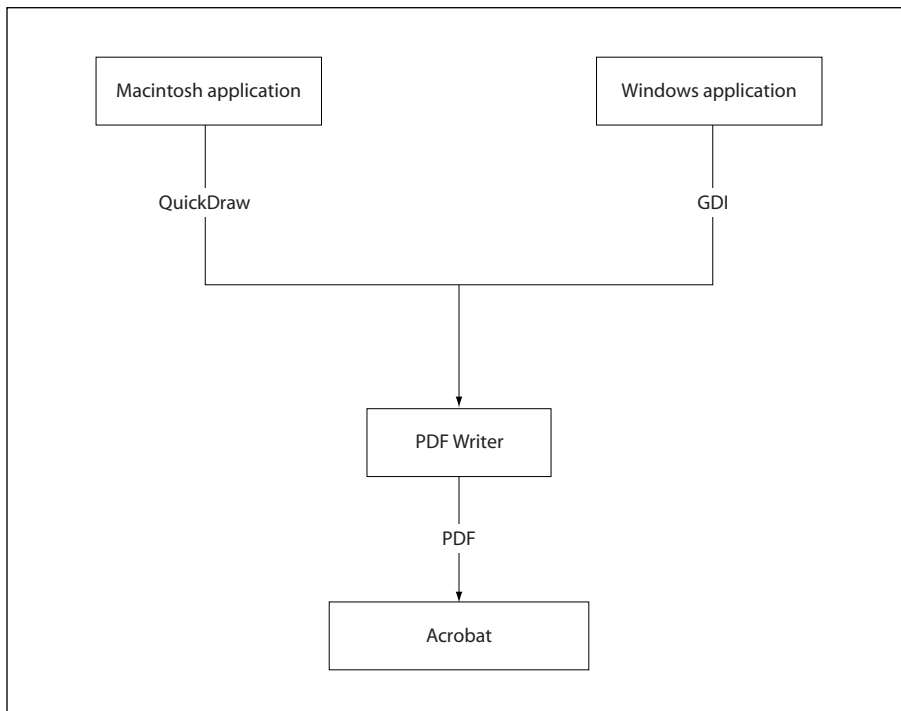 Macintosh application
Windows application
QuickDraw
GDI
PDF Writer
PDF
Acrobat